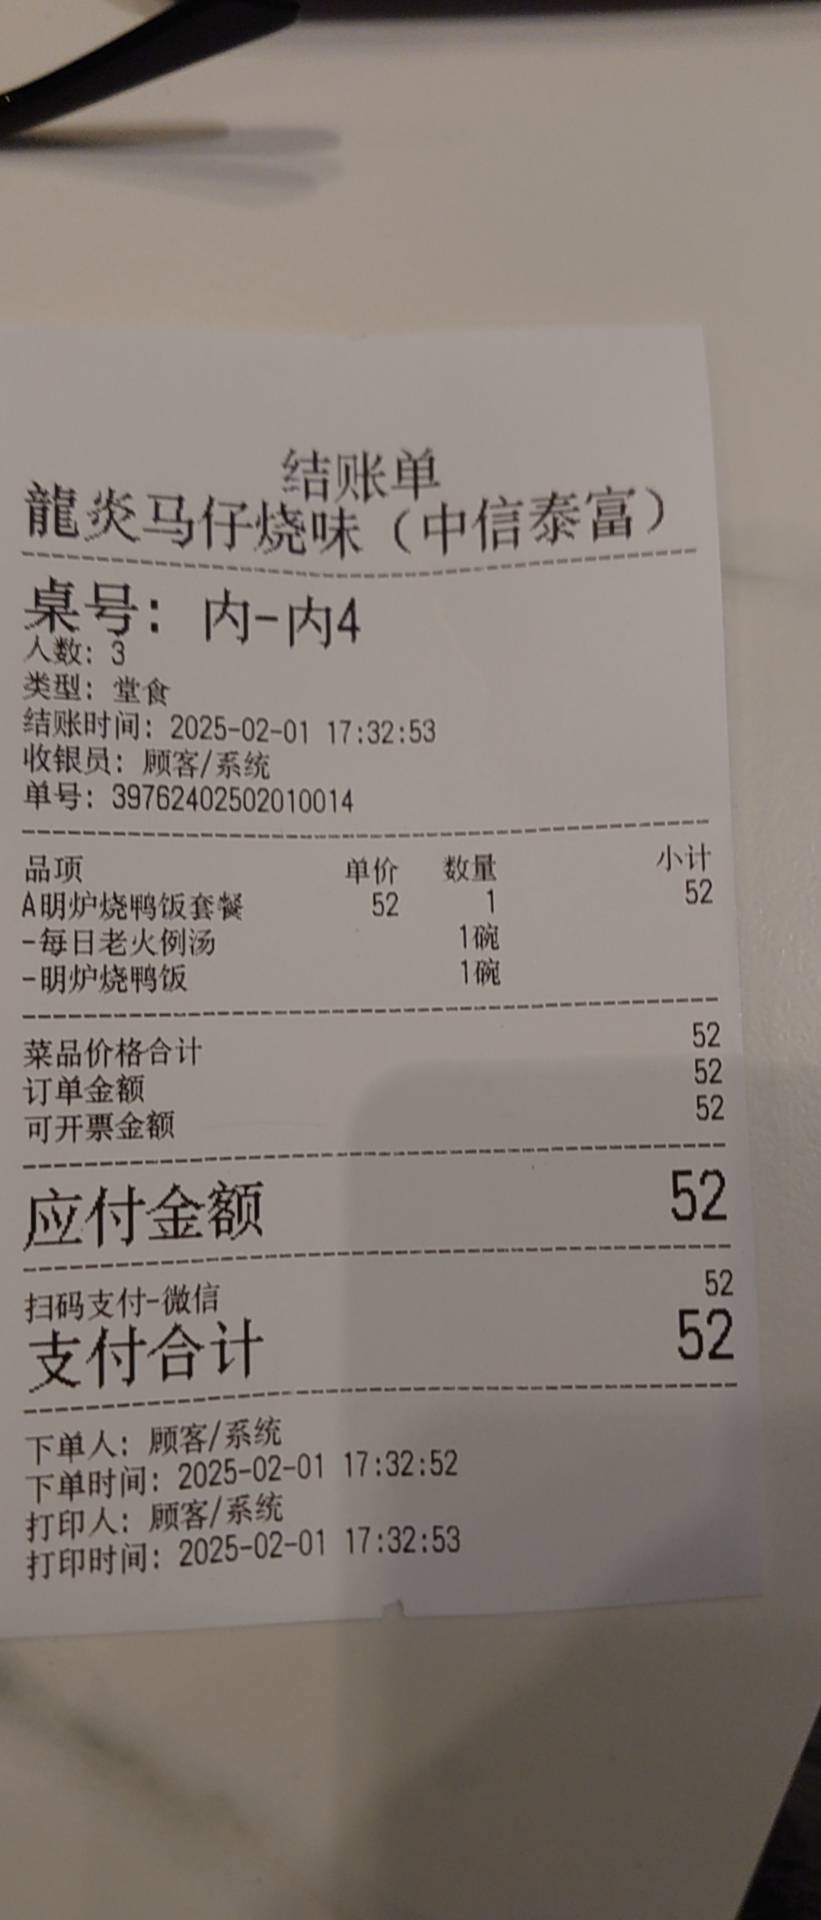 结账单
龍炎马仔烧味（中信泰富）
桌号：内-内4
人数：3
类型：堂食
结账时间：2025-02-01 17:32:53
收银员：顾客/系统
单号：39762402502010014
品项 单价 数量 小计
A明炉烧鸭饭套餐 52 1 52
-每日老火例汤 1碗
-明炉烧鸭饭 1碗
菜品价格合计 52
订单金额 52
可开票金额 52
应付金额 52
扫码支付-微信 52
支付合计 52
下单人：顾客/系统
下单时间：2025-02-01 17:32:52
打印人：顾客/系统
打印时间：2025-02-01 17:32:53